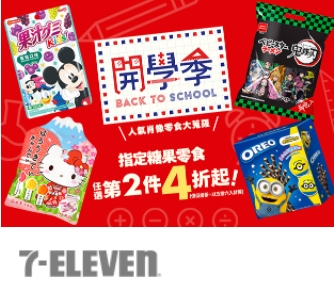 果汁グミ
KIDS
開學季
BACK TO SCHOOL
人氣肖像零食大蒐羅
指定糖果零食
任選第2件4折起!
OREO
7-ELEVEN